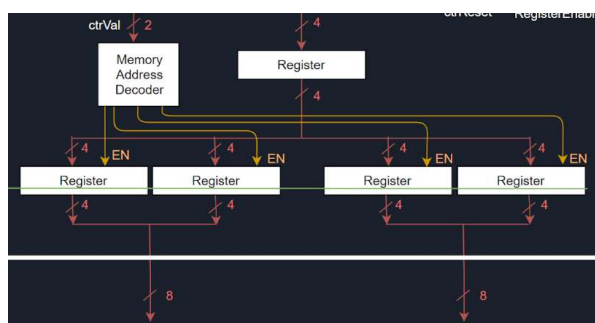 ctrVal 2 4 ctrReset
Memory
Address
Decoder
Register
4
4 EN 4 EN 4 EN 4 EN
Register Register Register Register
4 4 4 4
8 8